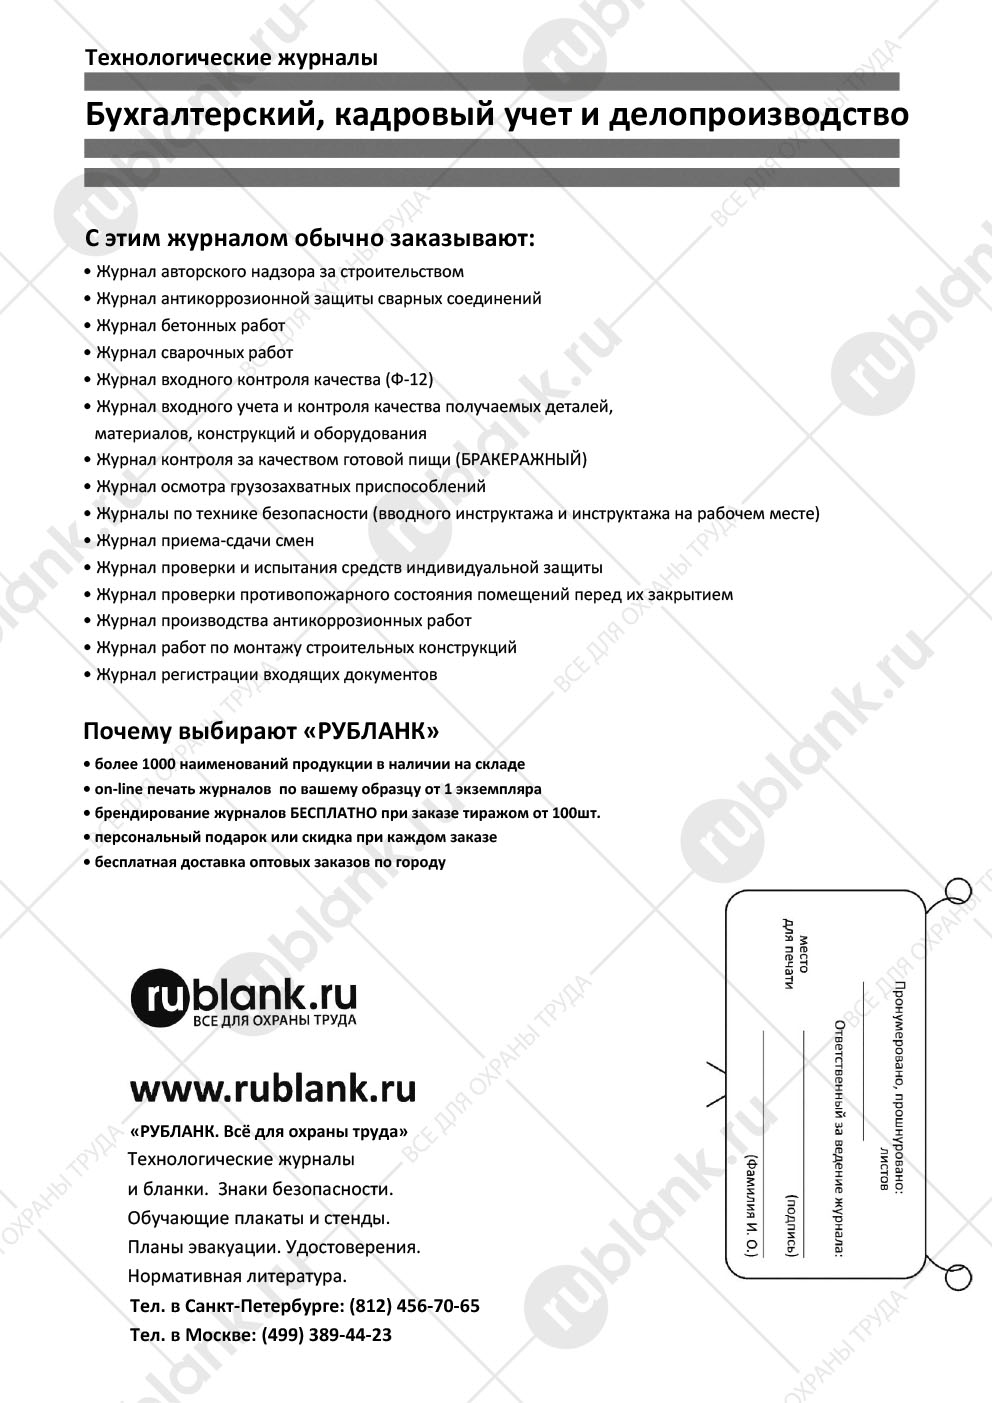 Технологические журналы
Бухгалтерский, кадровый учет и делопроизводство
С этим журналом обычно заказывают:
• Журнал авторского надзора за строительством
• Журнал антикоррозионной защиты сварных соединений
• Журнал бетонных работ
• Журнал сварочных работ
• Журнал входного контроля качества (Ф-12)
• Журнал входного учета и контроля качества получаемых деталей,
материалов, конструкций и оборудования
• Журнал контроля за качеством готовой пищи (БРАКЕРАЖНЫЙ)
• Журнал осмотра грузозахватных приспособлений
• Журналы по технике безопасности (вводного инструктажа и инструктажа на рабочем месте)
• Журнал приема-сдачи смен
• Журнал проверки и испытания средств индивидуальной защиты
• Журнал проверки противопожарного состояния помещений перед их закрытием
• Журнал производства антикоррозионных работ
• Журнал работ по монтажу строительных конструкций
• Журнал регистрации входящих документов
Почему выбирают «РУБЛАНК»
• более 1000 наименований продукции в наличии на складе
• on-line печать журналов по вашему образцу от 1 экземпляра
• брендирование журналов БЕСПЛАТНО при заказе тиражом от 100шт.
• персональный подарок или скидка при каждом заказе
• бесплатная доставка оптовых заказов по городу
rublank.ru
ВСЕ ДЛЯ ОХРАНЫ ТРУДА
www.rublank.ru
«РУБЛАНК. Всё для охраны труда»
Технологические журналы
и бланки. Знаки безопасности.
Обучающие плакаты и стенды.
Планы эвакуации. Удостоверения.
Нормативная литература.
Тел. в Санкт-Петербурге: (812) 456-70-65
Тел. в Москве: (499) 389-44-23
Пронумеровано, прошнуровано:
листов
Ответственный за ведение журнала:
место
для печати
(подпись)
(Фамилия И. О.)